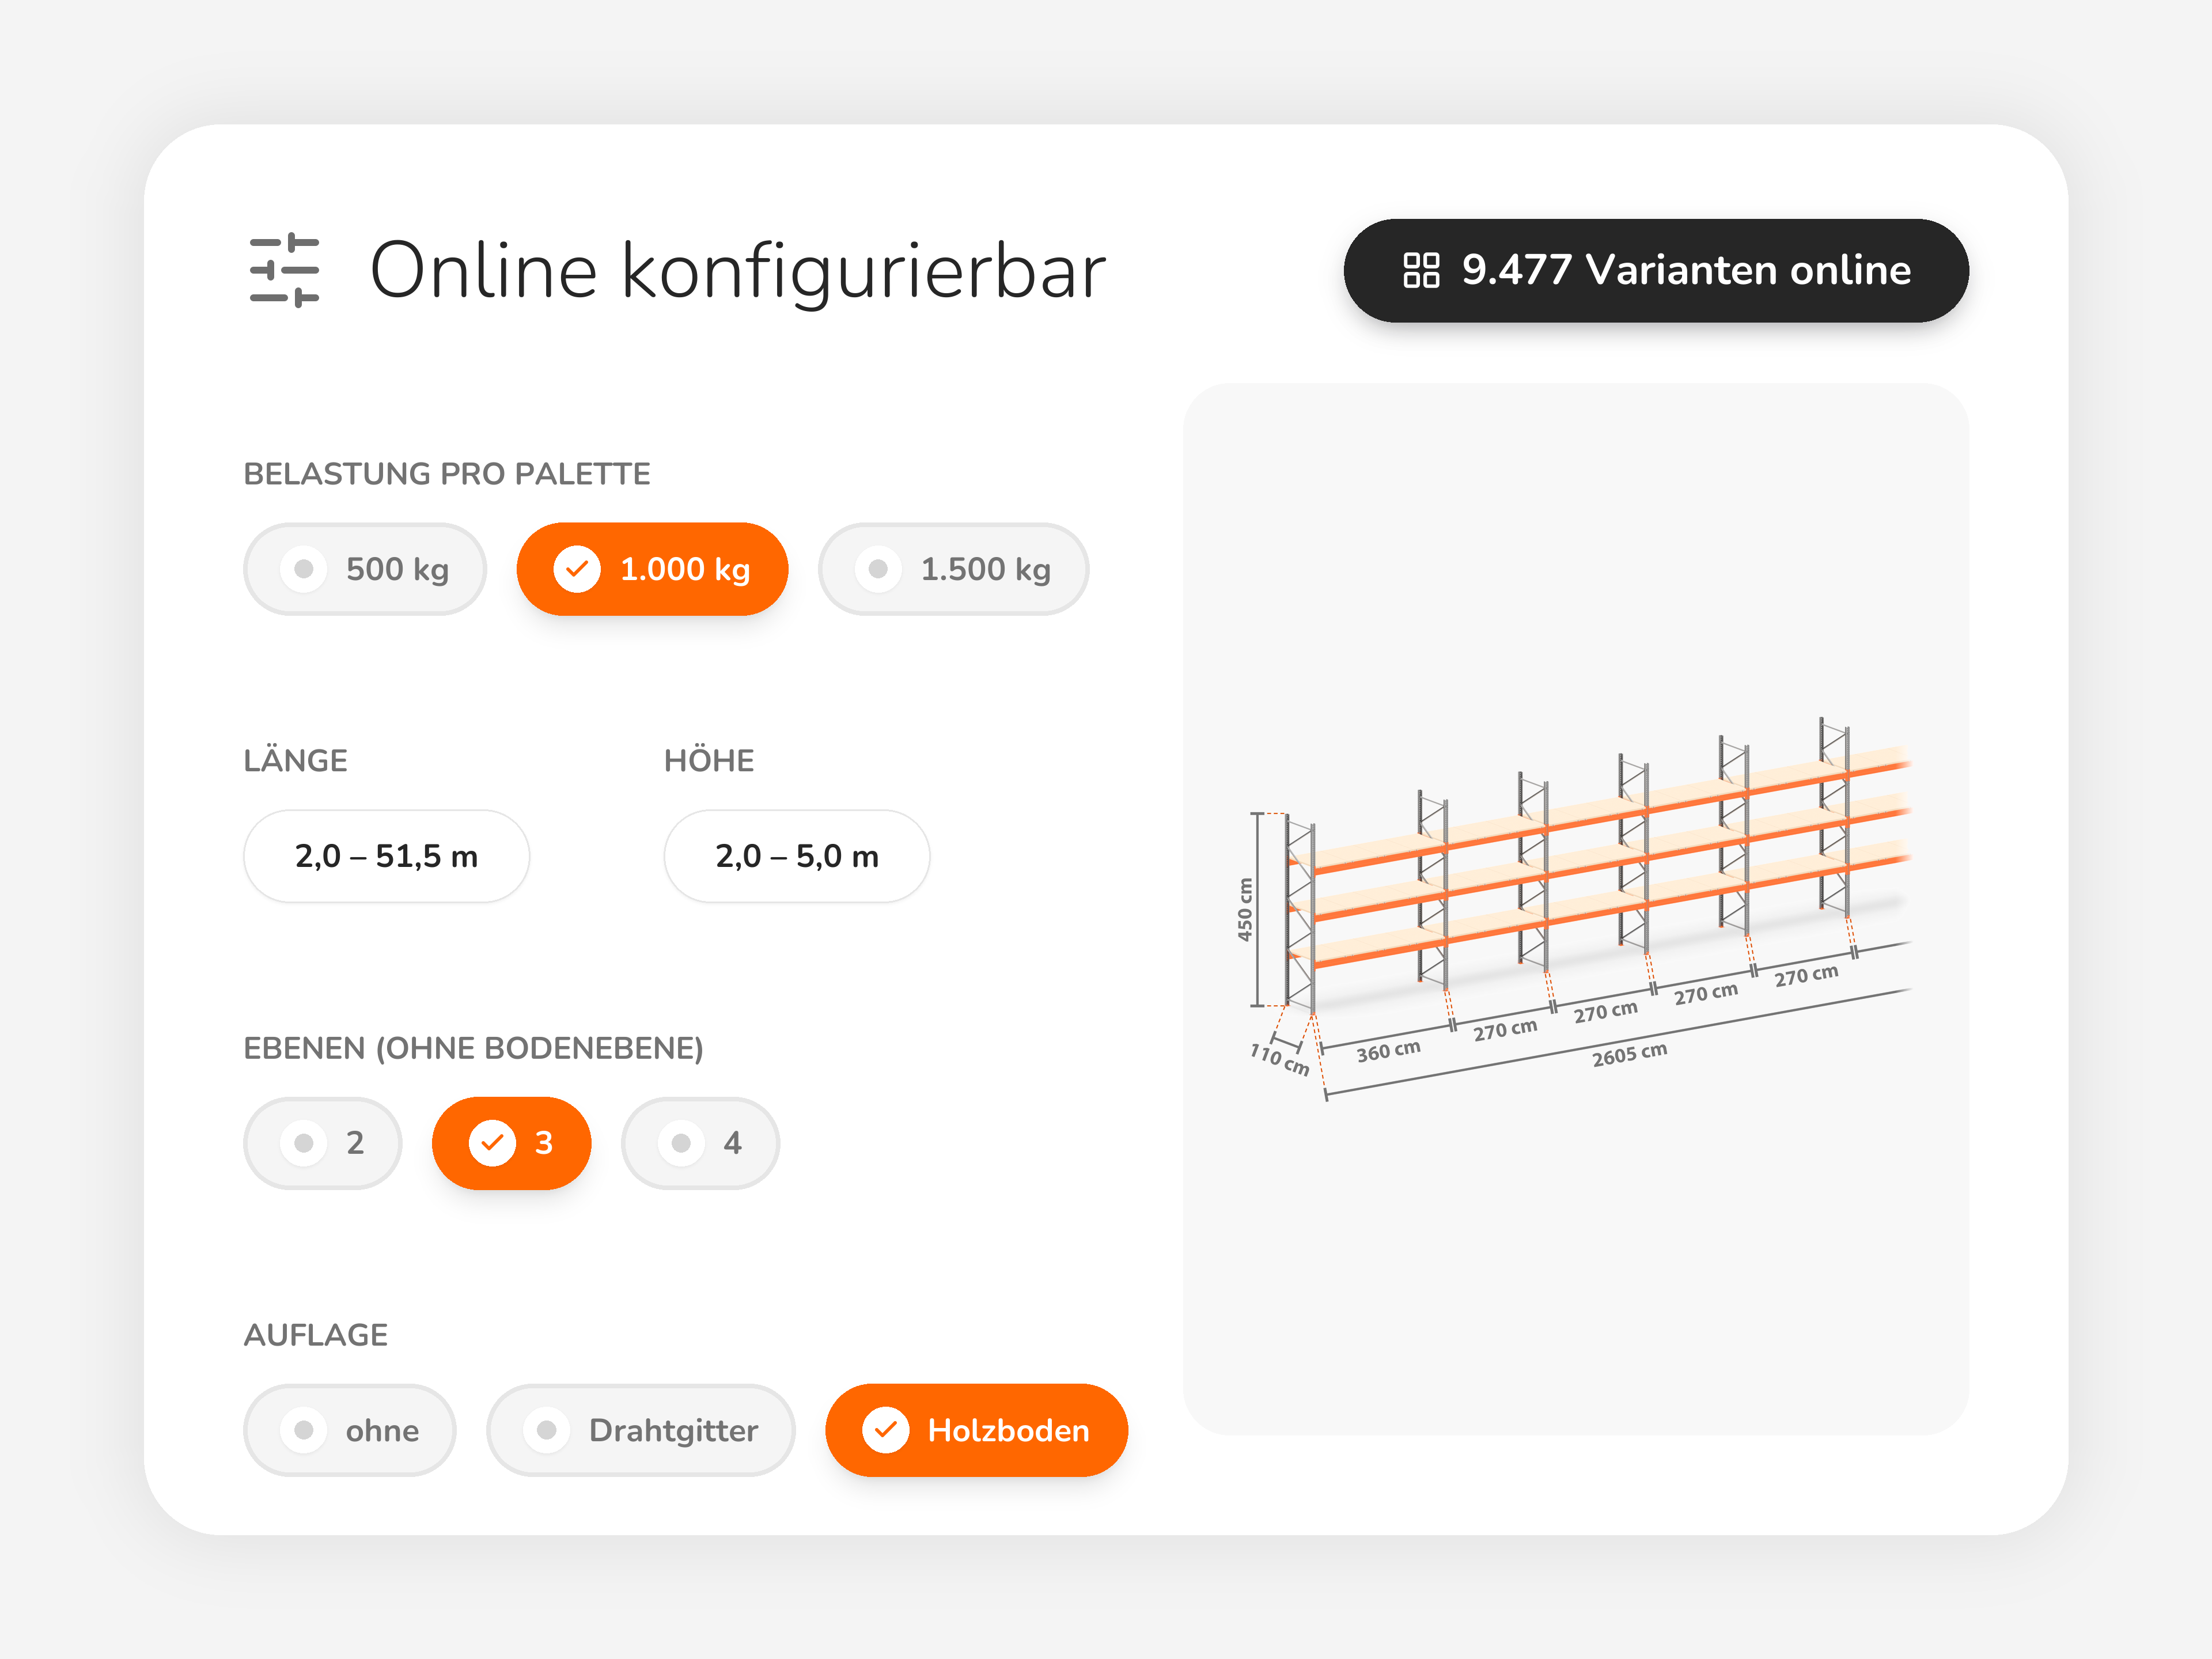 Online konfigurierbar
9.477 Varianten online
BELASTUNG PRO PALETTE
500 kg
1.000 kg
1.500 kg
LÄNGE
HÖHE
2,0 – 51,5 m
2,0 – 5,0 m
EBENEN (OHNE BODENEBENE)
2
3
4
AUFLAGE
ohne
Drahtgitter
Holzboden
450 cm
110 cm
360 cm
270 cm
270 cm
270 cm
270 cm
2605 cm